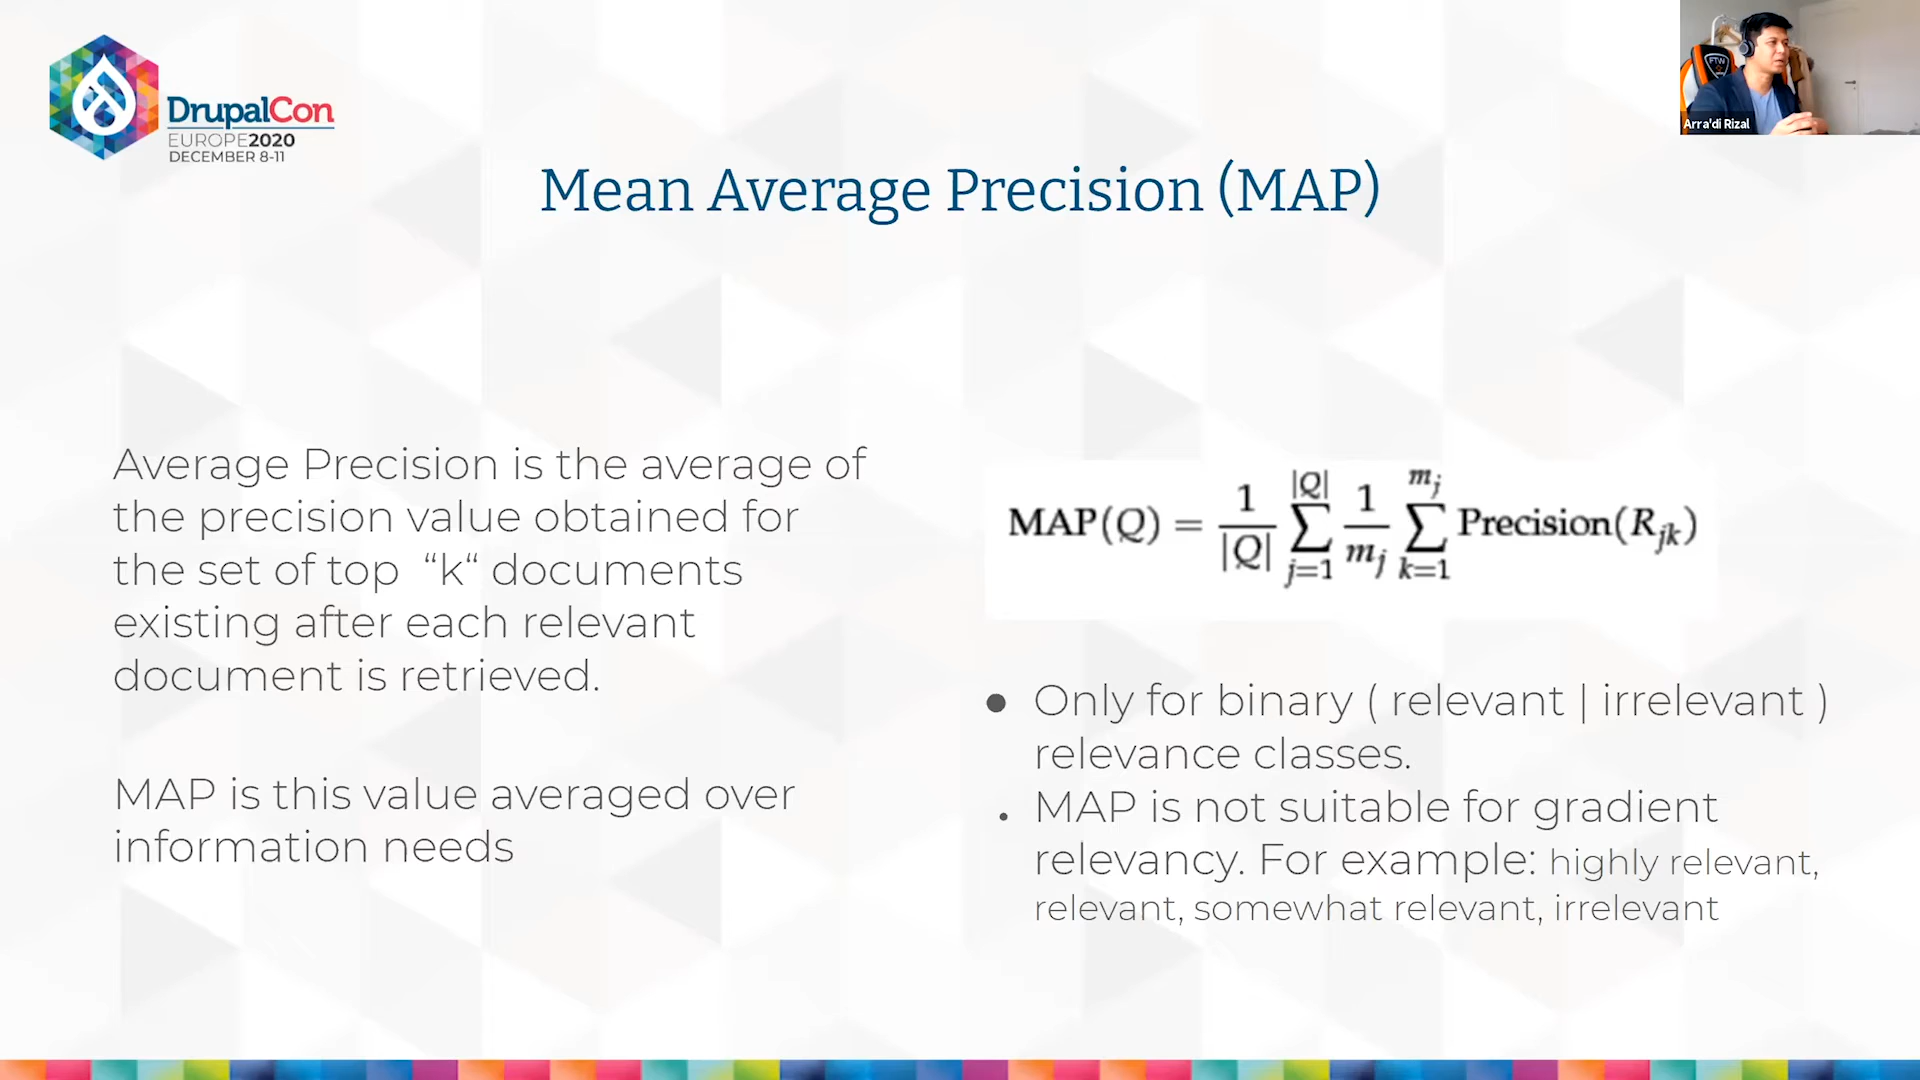 DrupalCon
EUROPE2020
DECEMBER 8-11
FTW
Arra'di Rizal
Mean Average Precision (MAP)
Average Precision is the average of
the precision value obtained for
the set of top “k“ documents
existing after each relevant
document is retrieved.
MAP is this value averaged over
information needs
MAP(Q) = 1/|Q| ∑_{j=1}^{|Q|} 1/m_j ∑_{k=1}^{m_j} Precision(R_{jk})
● Only for binary ( relevant | irrelevant )
relevance classes.
• MAP is not suitable for gradient
relevancy. For example: highly relevant,
relevant, somewhat relevant, irrelevant